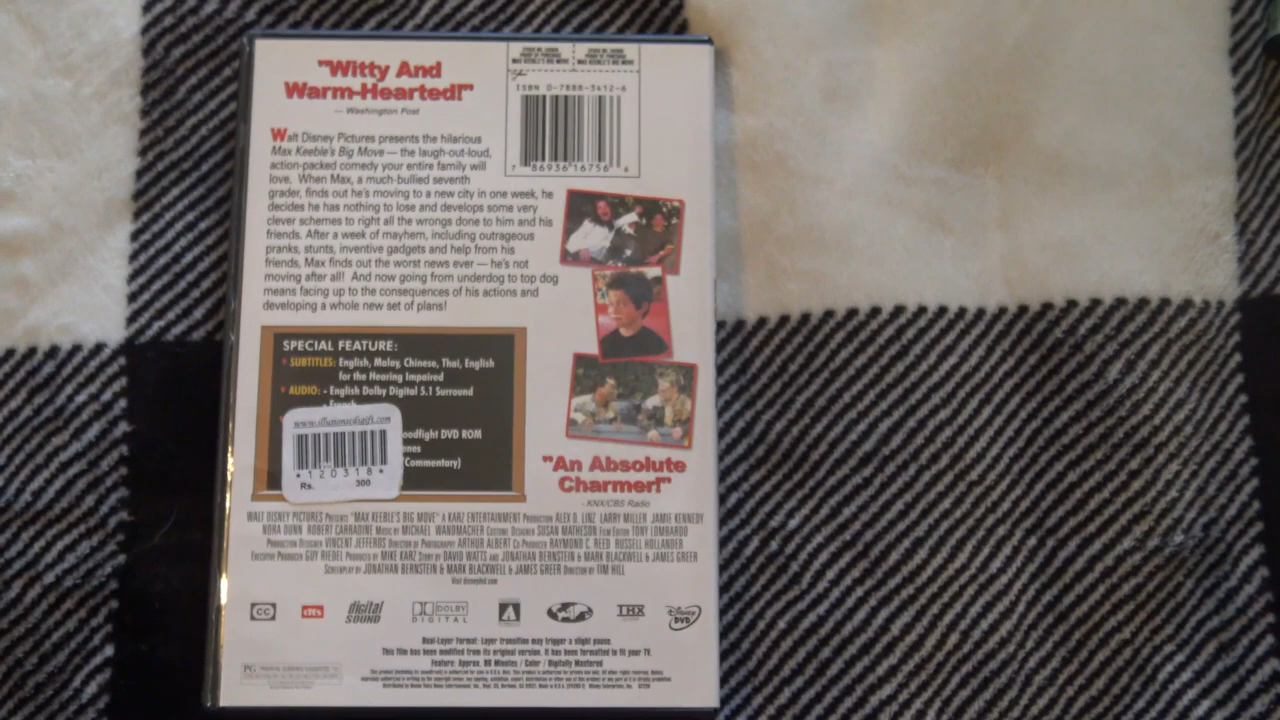 "Witty And
Warm-Hearted!"
— Washington Post
ISBN 0-7888-3412-6
7 86936 16756 6
Walt Disney Pictures presents the hilarious
Max Keeble's Big Move — the laugh-out-loud,
action-packed comedy your entire family will
love. When Max, a much-bullied seventh
grader, finds out he's moving to a new city in one week, he
decides he has nothing to lose and develops some very
clever schemes to right all the wrongs done to him and his
friends. After a week of mayhem, including outrageous
pranks, stunts, inventive gadgets and help from his
friends, Max finds out the worst news ever — he's not
moving after all! And now going from underdog to top dog
means facing up to the consequences of his actions and
developing a whole new set of plans!
SPECIAL FEATURE:
SUBTITLES: English, Malay, Chinese, Thai, English
for the Hearing Impaired
AUDIO: - English Dolby Digital 5.1 Surround
- French
oodfight DVD ROM
enes
(Commentary)
*120318*
Rs. 300
"An Absolute
Charmer!"
- KNX/CBS Radio
WALT DISNEY PICTURES PRESENTS "MAX KEEBLE'S BIG MOVE" A KARZ ENTERTAINMENT PRODUCTION ALEX D. LINZ LARRY MILLER JAMIE KENNEDY
NORA DUNN ROBERT CARRADINE MUSIC BY MICHAEL WANDMACHER COSTUME DESIGNER SUSAN MATHESON FILM EDITOR TONY LOMBARDO
PRODUCTION DESIGNER VINCENT JEFFERDS DIRECTOR OF PHOTOGRAPHY ARTHUR ALBERT CO-PRODUCER RAYMOND C. REED RUSSELL HOLLANDER
EXECUTIVE PRODUCER GUY RIEDEL PRODUCED BY MIKE KARZ STORY BY DAVID WATTS AND JONATHAN BERNSTEIN & MARK BLACKWELL & JAMES GREER
SCREENPLAY BY JONATHAN BERNSTEIN & MARK BLACKWELL & JAMES GREER DIRECTED BY TIM HILL
Visit disneydvd.com
CC dts digital SOUND DOLBY DIGITAL THX Disney DVD
Dual-Layer Format: Layer transition may trigger a slight pause.
This film has been modified from its original version. It has been formatted to fit your TV.
Feature: Approx. 86 Minutes / Color / Digitally Mastered
PG